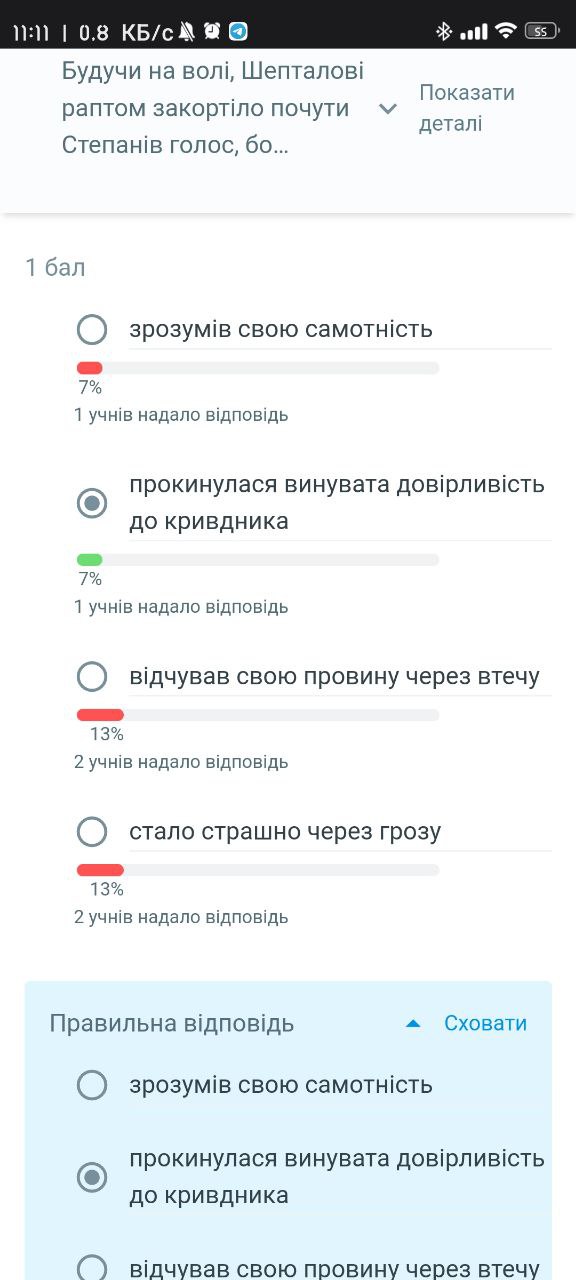 11:11 | 0.8 КБ/с
55
Будучи на волі, Шепталові
раптом закортіло почути
Степанів голос, бо...
Показати
деталі
1 бал
зрозумів свою самотність
7%
1 учнів надало відповідь
прокинулася винувата довірливість
до кривдника
7%
1 учнів надало відповідь
відчував свою провину через втечу
13%
2 учнів надало відповідь
стало страшно через грозу
13%
2 учнів надало відповідь
Правильна відповідь
Сховати
зрозумів свою самотність
прокинулася винувата довірливість
до кривдника
відчував свою провину через втечу